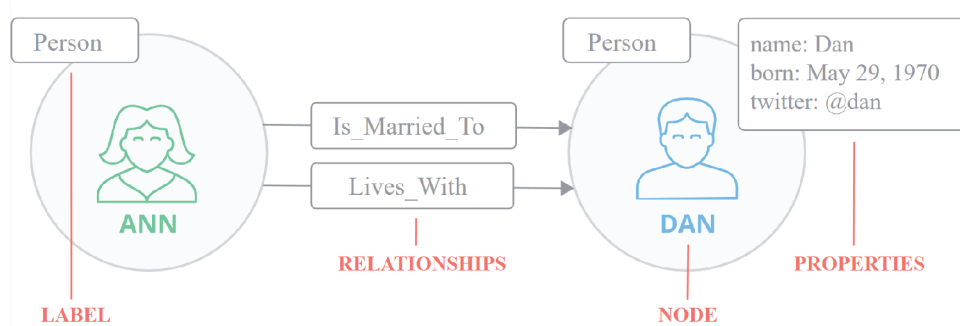 Person
Person
name: Dan
born: May 29, 1970
twitter: @dan
Is_Married_To
Lives_With
ANN
DAN
RELATIONSHIPS
PROPERTIES
LABEL
NODE